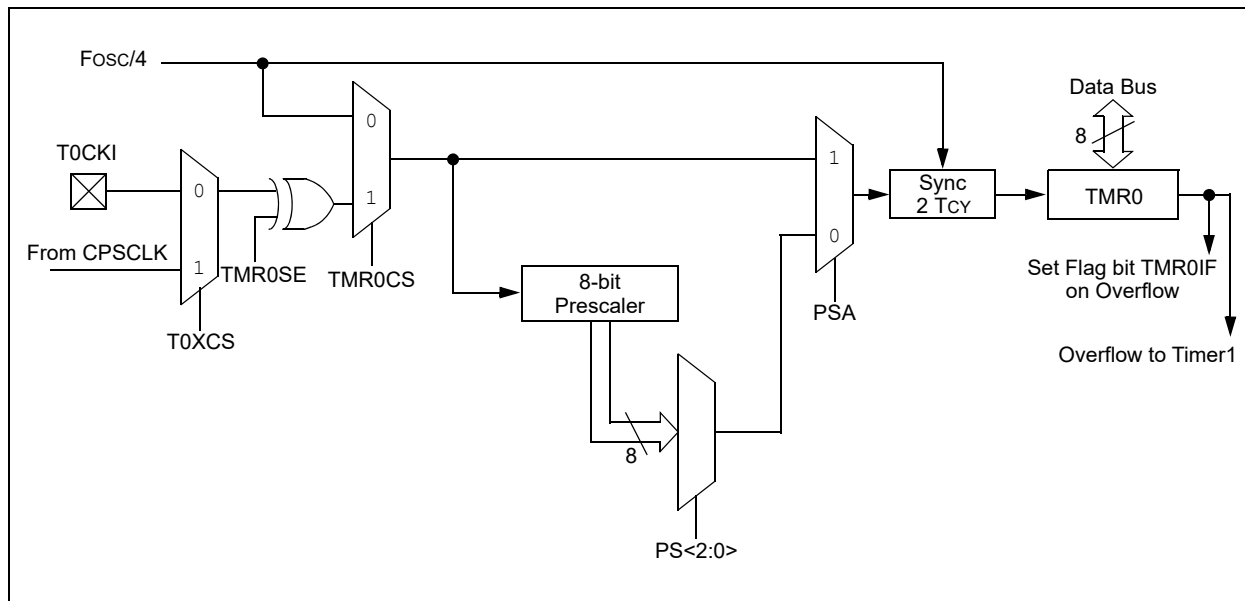 FOSC/4
T0CKI
From CPSCLK
0
1
T0XCS
TMR0SE
0
1
TMR0CS
8-bit
Prescaler
8
PS<2:0>
1
0
PSA
Sync
2 TCY
Data Bus
8
TMR0
Set Flag bit TMR0IF
on Overflow
Overflow to Timer1